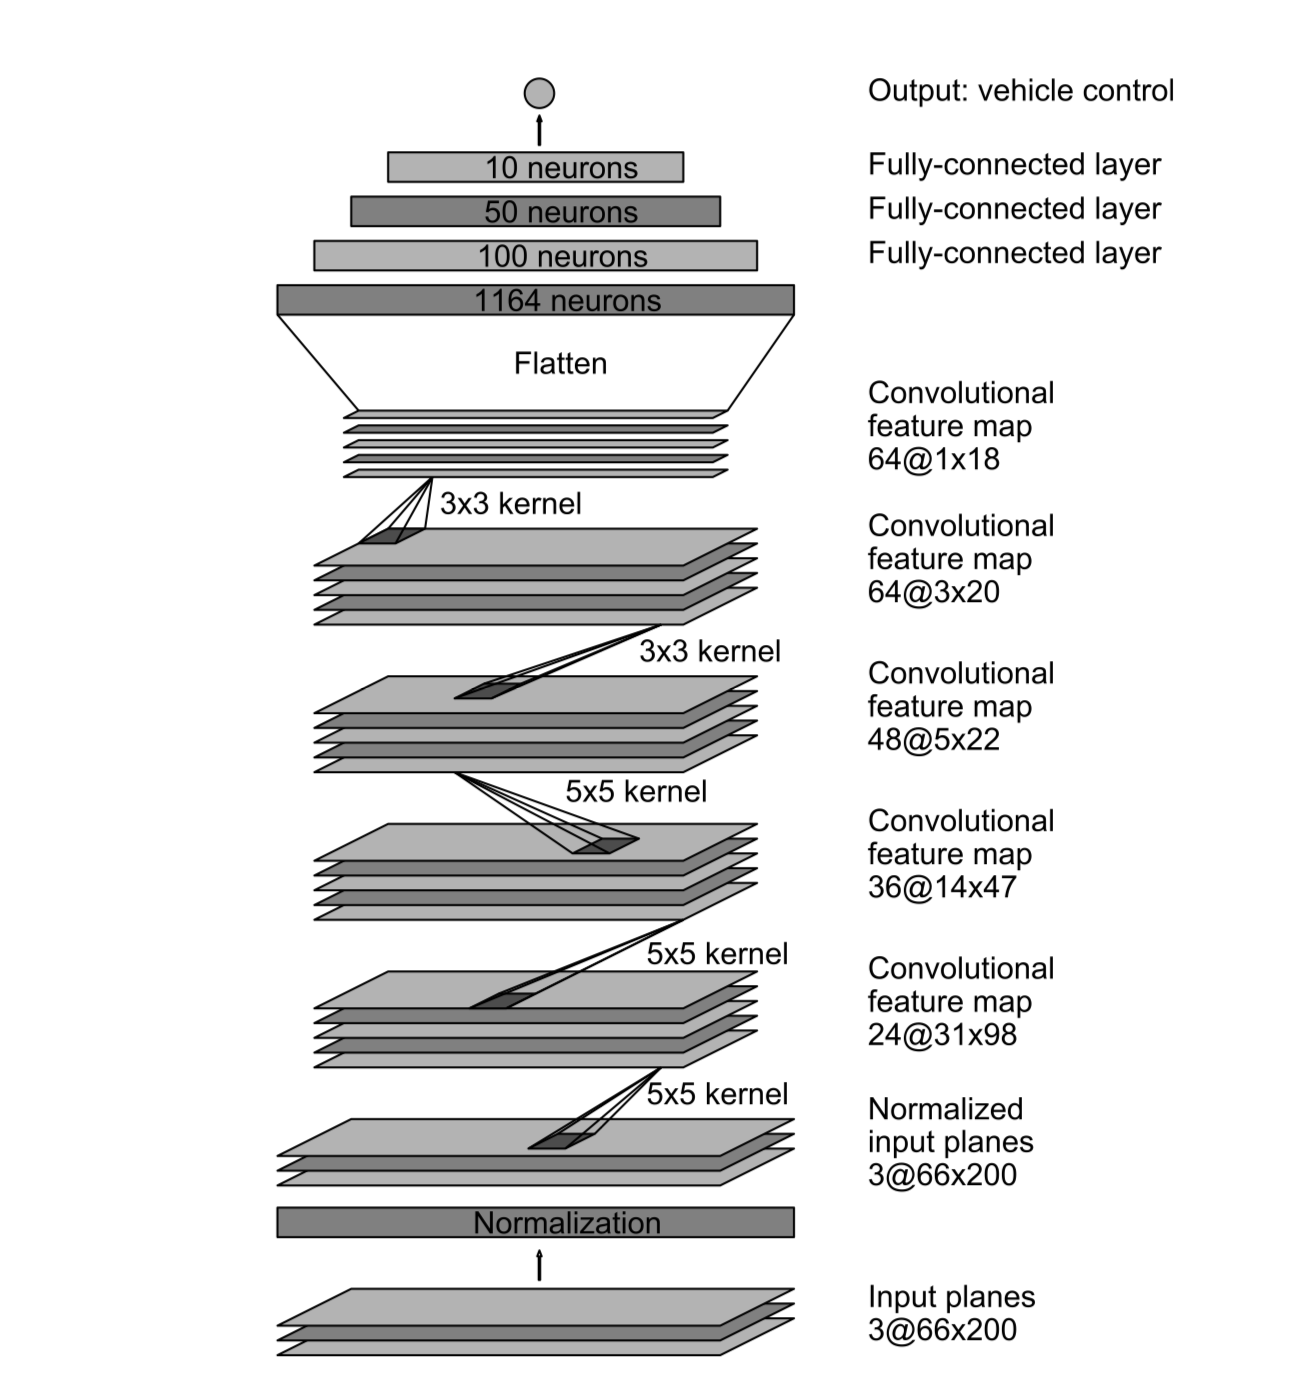 Output: vehicle control
10 neurons
Fully-connected layer
50 neurons
Fully-connected layer
100 neurons
Fully-connected layer
1164 neurons
Flatten
Convolutional
feature map
64@1x18
3x3 kernel
Convolutional
feature map
64@3x20
3x3 kernel
Convolutional
feature map
48@5x22
5x5 kernel
Convolutional
feature map
36@14x47
5x5 kernel
Convolutional
feature map
24@31x98
5x5 kernel
Normalized
input planes
3@66x200
Normalization
Input planes
3@66x200